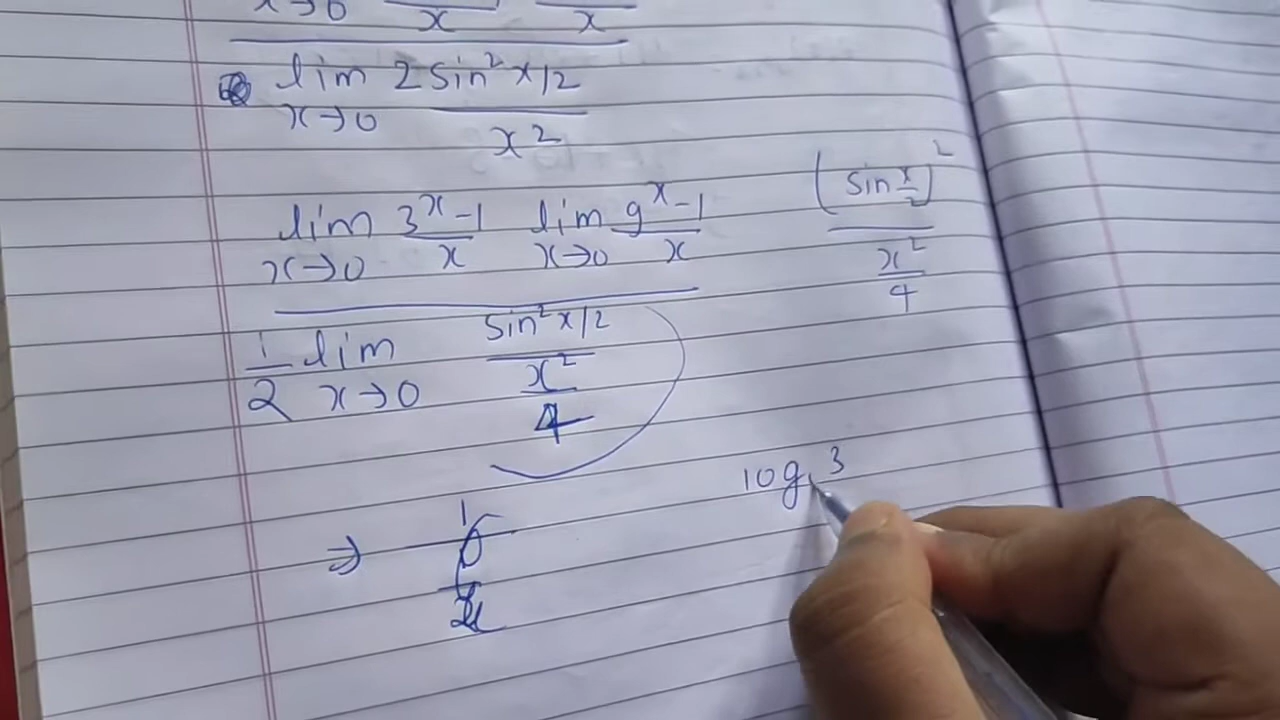 x→0 x x
lim 2 sin² x/2
x→0 x²
lim 3^x-1 lim 9^x-1
x→0 x x→0 x
(sin x/2)²
x²
4
1/2 lim sin² x/2
x→0 x²
4
log 3
⇒ 1
2